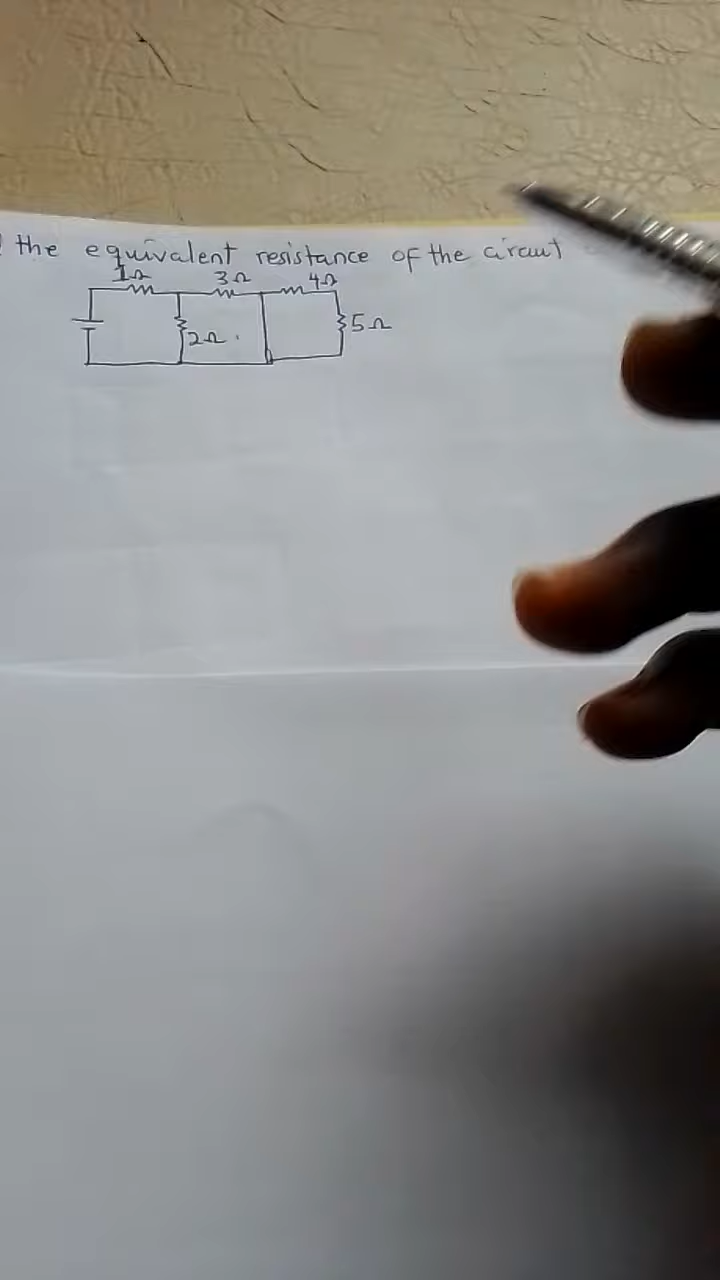 the equivalent resistance of the circuit
1Ω 3Ω 4Ω
2Ω 5Ω